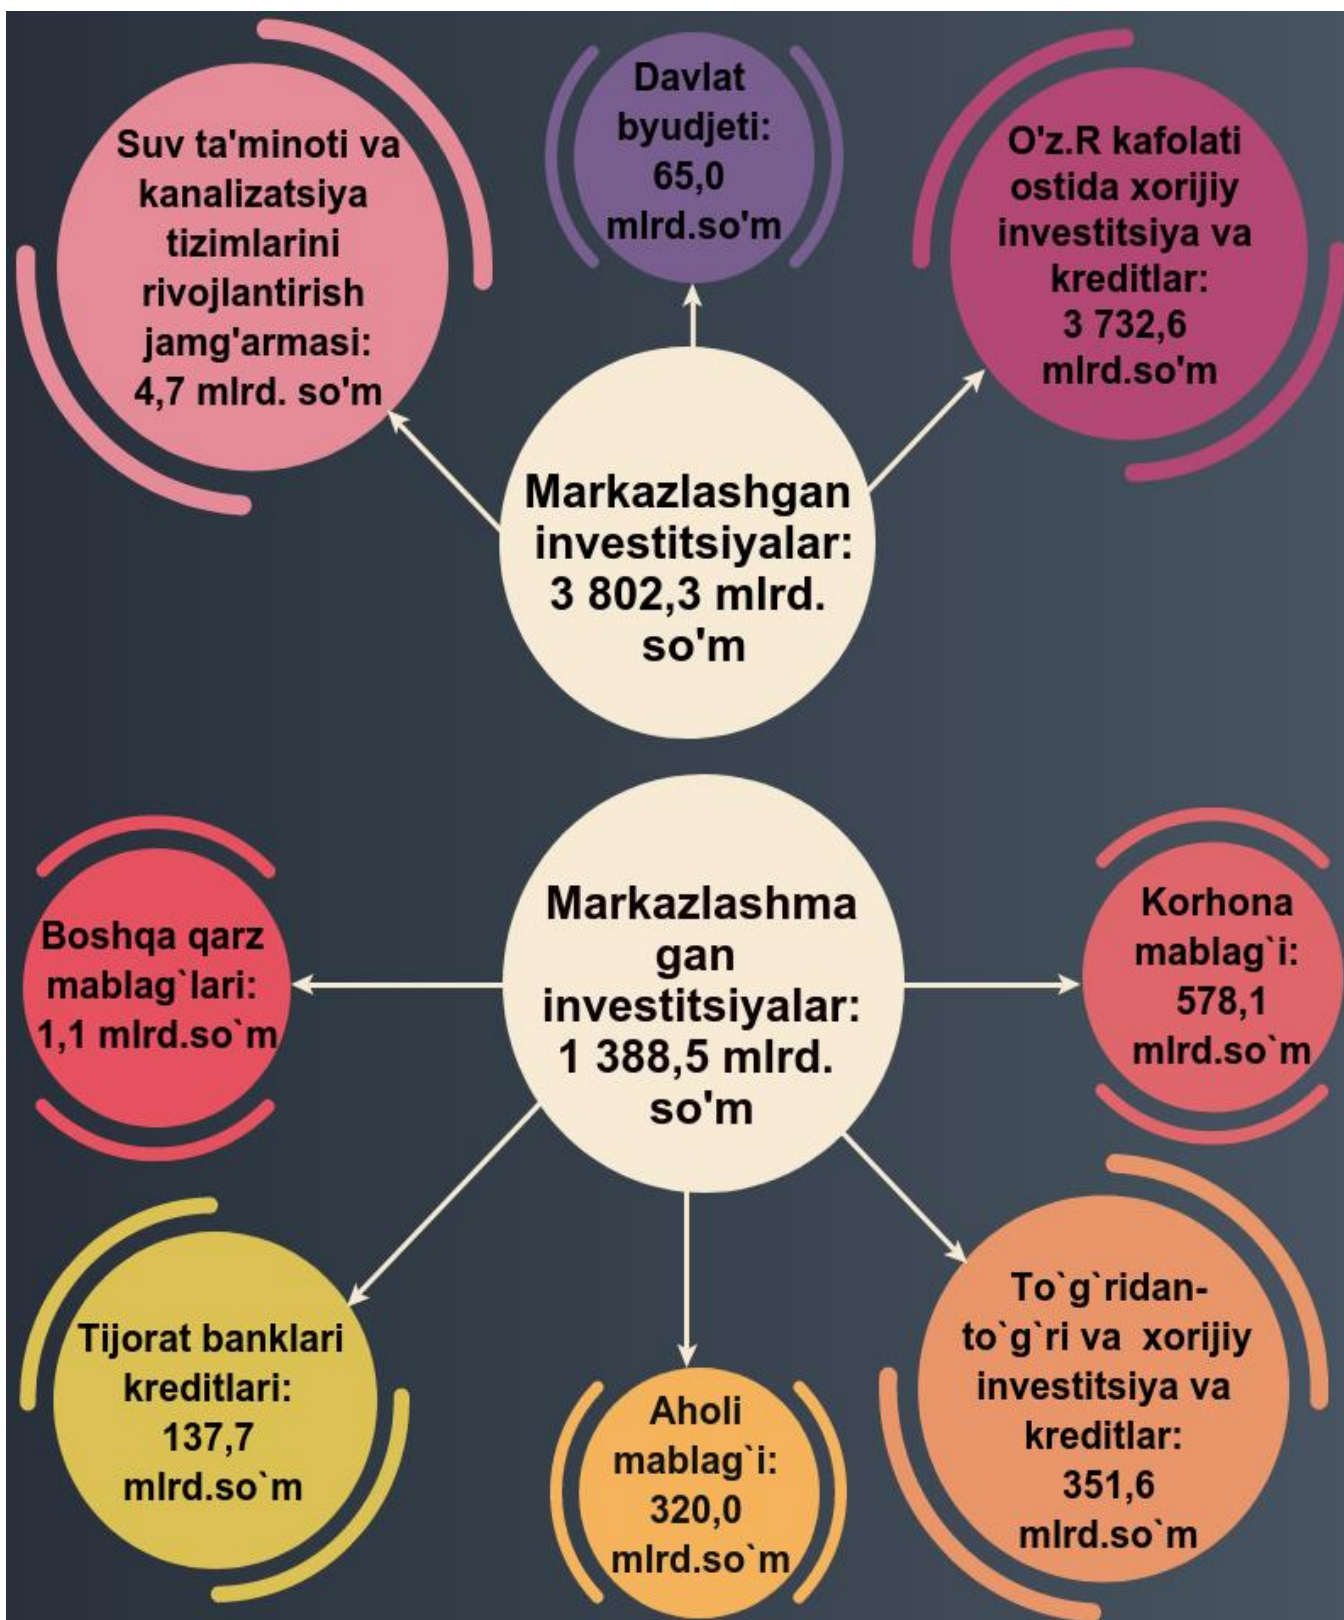 Suv ta'minoti va
kanalizatsiya
tizimlarini
rivojlantirish
jamg'armasi:
4,7 mlrd. so'm
Davlat
byudjeti:
65,0
mlrd.so'm
O'z.R kafolati
ostida xorijiy
investitsiya va
kreditlar:
3 732,6
mlrd.so'm
Markazlashgan
investitsiyalar:
3 802,3 mlrd.
so'm
Markazlashma
gan
investitsiyalar:
1 388,5 mlrd.
so'm
Boshqa qarz
mablag`lari:
1,1 mlrd.so`m
Korhona
mablag`i:
578,1
mlrd.so`m
Tijorat banklari
kreditlari:
137,7
mlrd.so`m
Aholi
mablag`i:
320,0
mlrd.so`m
To`g`ridan-
to`g`ri va  xorijiy
investitsiya va
kreditlar:
351,6
mlrd.so`m